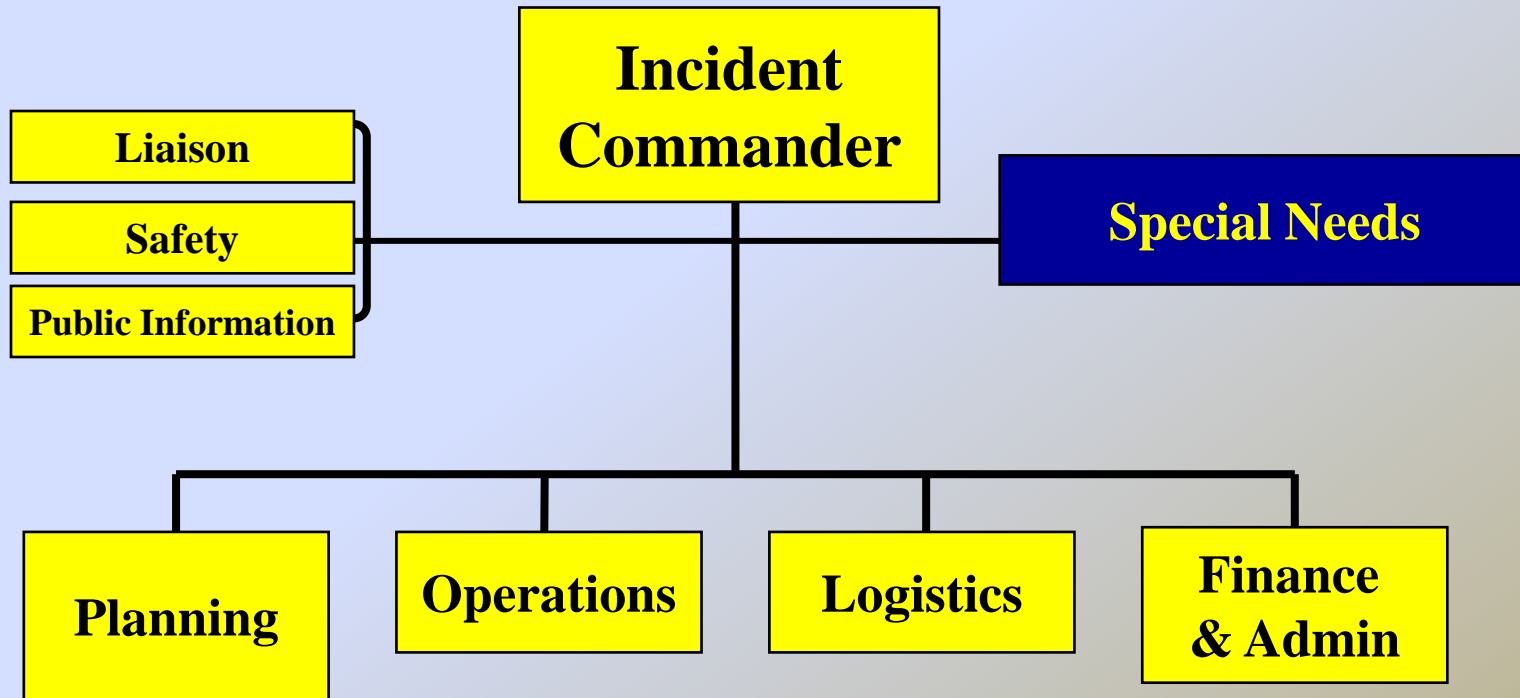 Incident
Commander
Liaison
Safety
Public Information
Special Needs
Planning
Operations
Logistics
Finance
& Admin